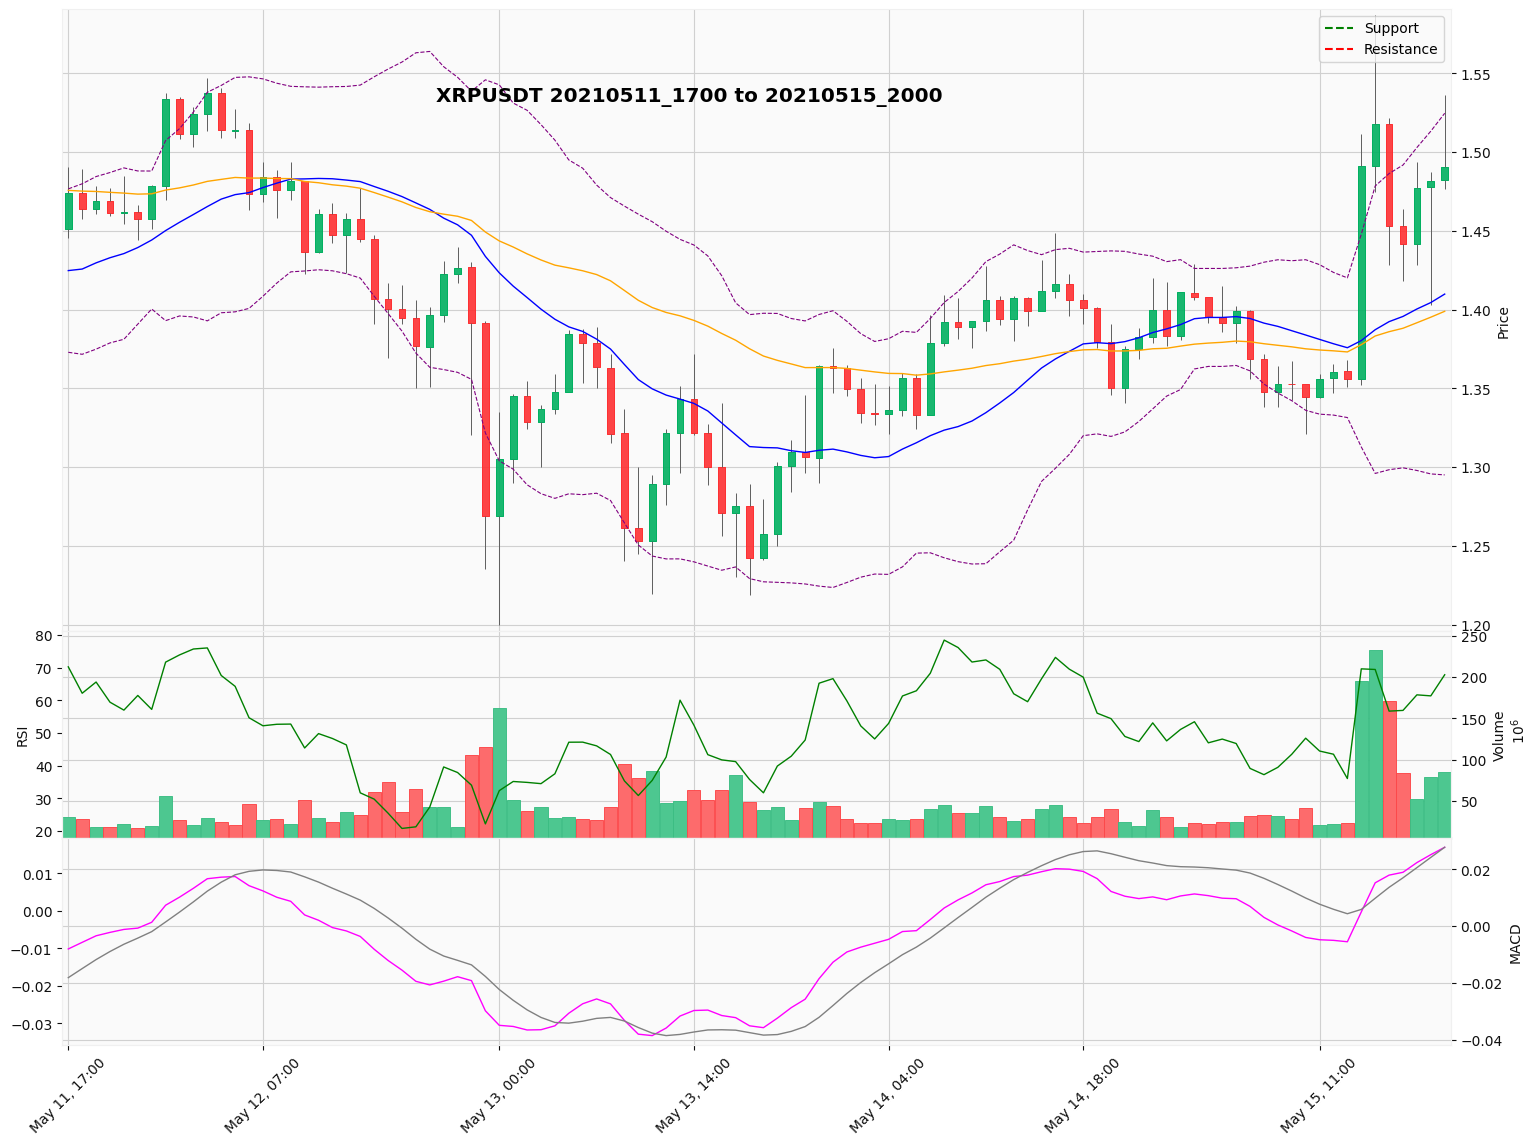 Support
Resistance
XRPUSDT 20210511_1700 to 20210515_2000
1.55
1.50
1.45
1.40
1.35
1.30
1.25
1.20
Price
80
70
60
50
40
30
20
RSI
250
200
150
100
50
Volume
10^6
0.01
0.00
−0.01
−0.02
−0.03
0.02
0.00
−0.02
−0.04
MACD
May 11, 17:00
May 12, 07:00
May 13, 00:00
May 13, 14:00
May 14, 04:00
May 14, 18:00
May 15, 11:00